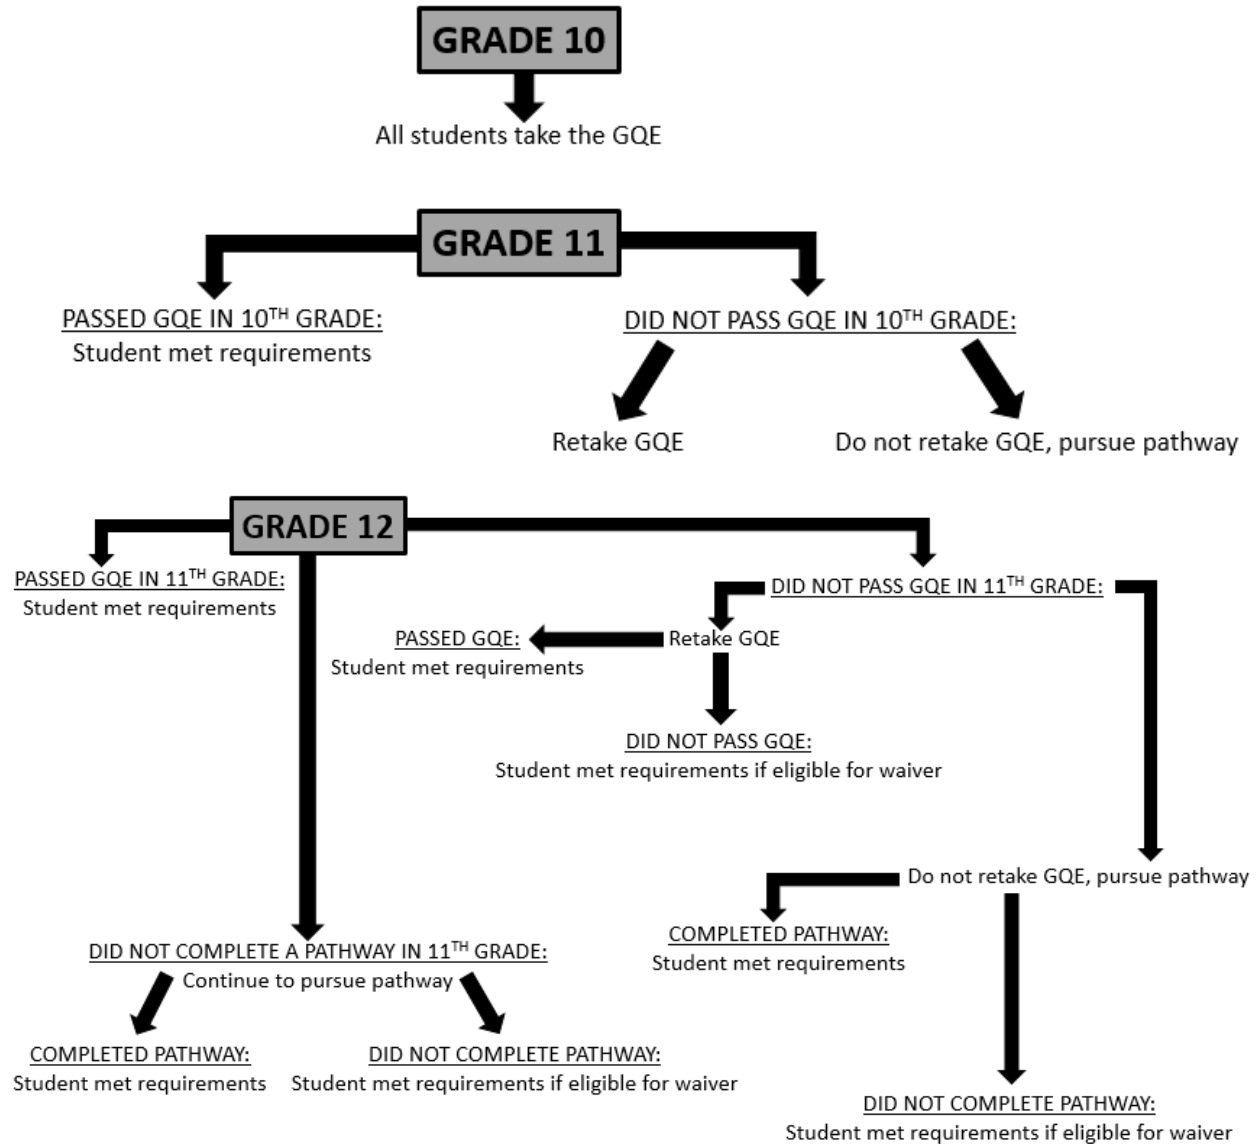 GRADE 10
All students take the GQE
GRADE 11
PASSED GQE IN 10TH GRADE:
Student met requirements
DID NOT PASS GQE IN 10TH GRADE:
Retake GQE
Do not retake GQE, pursue pathway
GRADE 12
PASSED GQE IN 11TH GRADE:
Student met requirements
DID NOT PASS GQE IN 11TH GRADE:
Retake GQE
PASSED GQE:
Student met requirements
DID NOT PASS GQE:
Student met requirements if eligible for waiver
Do not retake GQE, pursue pathway
COMPLETED PATHWAY:
Student met requirements
DID NOT COMPLETE PATHWAY:
Student met requirements if eligible for waiver
DID NOT COMPLETE A PATHWAY IN 11TH GRADE:
Continue to pursue pathway
COMPLETED PATHWAY:
Student met requirements
DID NOT COMPLETE PATHWAY:
Student met requirements if eligible for waiver